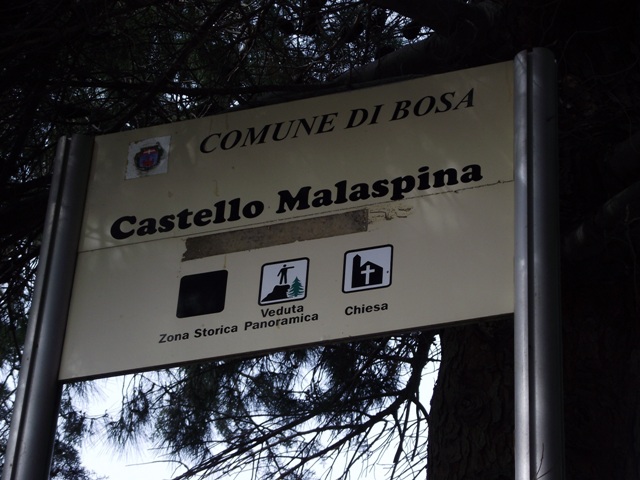 COMUNE DI BOSA
Castello Malaspina
Zona Storica
Veduta
Panoramica
Chiesa